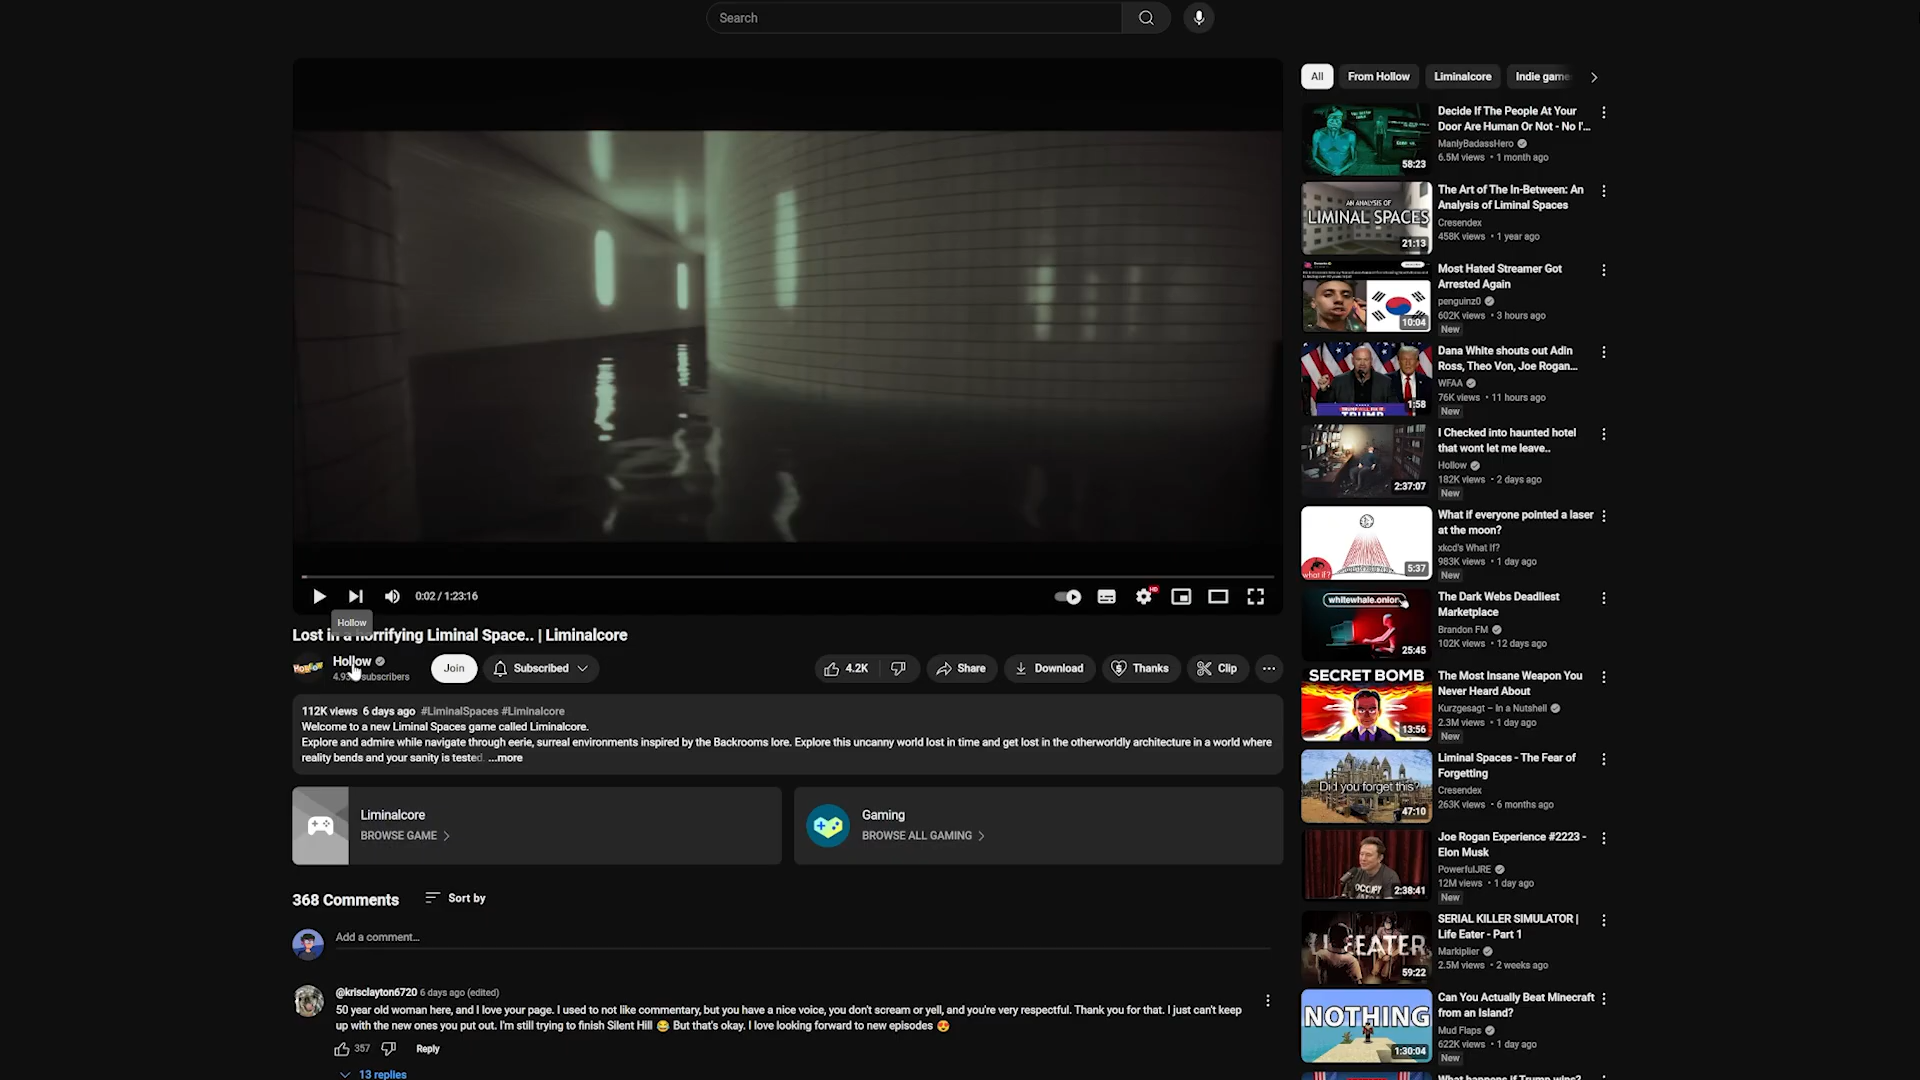 Search
All
From Hollow
Liminalcore
Indie game
Hollow
0:02 / 1:23:16
Lost in a horrifying Liminal Space.. | Liminalcore
Hollow
subscribers
Join
Subscribed
4.2K
Share
Download
Thanks
Clip
112K views 6 days ago #LiminalSpaces #Liminalcore
Welcome to a new Liminal Spaces game called Liminalcore.
Explore and admire while navigate through eerie, surreal environments inspired by the Backrooms lore. Explore this uncanny world lost in time and get lost in the otherworldly architecture in a world where
reality bends and your sanity is tested. ...more
Liminalcore
BROWSE GAME
Gaming
BROWSE ALL GAMING
368 Comments
Sort by
Add a comment...
@krisclayton6720 6 days ago (edited)
50 year old woman here, and I love your page. I used to not like commentary, but you have a nice voice, you don't scream or yell, and you're very respectful. Thank you for that. I just can't keep
up with the new ones you put out. I'm still trying to finish Silent Hill 😂 But that's okay. I love looking forward to new episodes 😍
357
Reply
13 replies
58:23
Decide If The People At Your
Door Are Human Or Not - No I'...
ManlyBadassHero
6.5M views • 1 month ago
AN ANALYSIS OF
LIMINAL SPACES
21:13
The Art of The In-Between: An
Analysis of Liminal Spaces
Cresendex
458K views • 1 year ago
10:04
Most Hated Streamer Got
Arrested Again
penguinz0
602K views • 3 hours ago
New
TRUMP
1:58
Dana White shouts out Adin
Ross, Theo Von, Joe Rogan...
WFAA
76K views • 11 hours ago
New
2:37:07
I Checked into haunted hotel
that wont let me leave..
Hollow
182K views • 2 days ago
New
what if?
5:37
What if everyone pointed a laser
at the moon?
xkcd's What If?
983K views • 1 day ago
New
whitewhale.onion
25:45
The Dark Webs Deadliest
Marketplace
Brandon FM
102K views • 12 days ago
SECRET BOMB
13:56
The Most Insane Weapon You
Never Heard About
Kurzgesagt – In a Nutshell
2.3M views • 1 day ago
New
Did you forget this?
47:10
Liminal Spaces - The Fear of
Forgetting
Cresendex
263K views • 6 months ago
OCCUPY
2:38:41
Joe Rogan Experience #2223 -
Elon Musk
PowerfulJRE
12M views • 1 day ago
New
EATER
59:22
SERIAL KILLER SIMULATOR |
Life Eater - Part 1
Markiplier
2.5M views • 2 weeks ago
NOTHING
1:30:04
Can You Actually Beat Minecraft
from an Island?
Mud Flaps
622K views • 1 day ago
New
What happens if Trump wins?